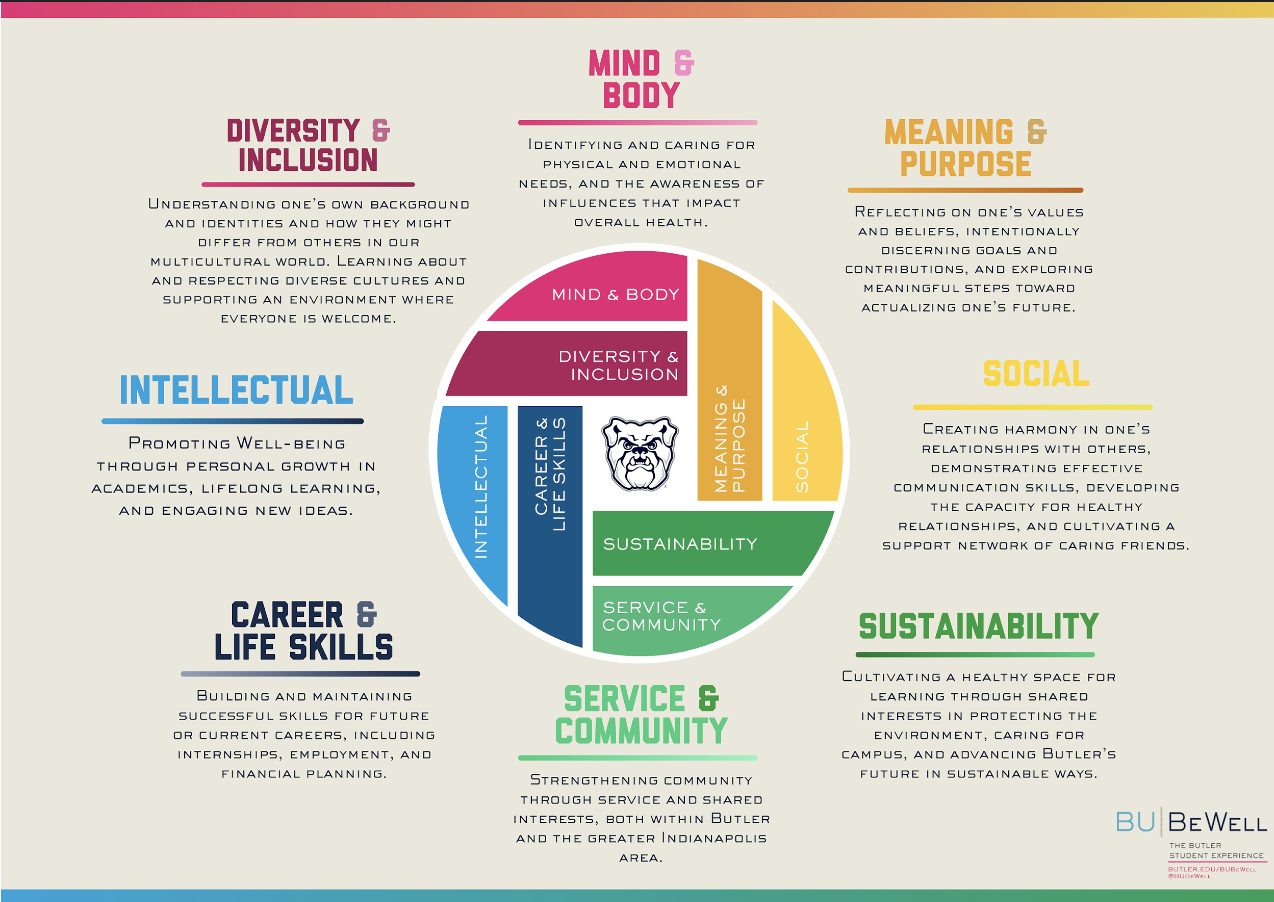 MIND &
BODY
IDENTIFYING AND CARING FOR
PHYSICAL AND EMOTIONAL
NEEDS, AND THE AWARENESS OF
INFLUENCES THAT IMPACT
OVERALL HEALTH.
DIVERSITY &
INCLUSION
UNDERSTANDING ONE'S OWN BACKGROUND
AND IDENTITIES AND HOW THEY MIGHT
DIFFER FROM OTHERS IN OUR
MULTICULTURAL WORLD. LEARNING ABOUT
AND RESPECTING DIVERSE CULTURES AND
SUPPORTING AN ENVIRONMENT WHERE
EVERYONE IS WELCOME.
MEANING &
PURPOSE
REFLECTING ON ONE'S VALUES
AND BELIEFS, INTENTIONALLY
DISCERNING GOALS AND
CONTRIBUTIONS, AND EXPLORING
MEANINGFUL STEPS TOWARD
ACTUALIZING ONE'S FUTURE.
INTELLECTUAL
PROMOTING WELL-BEING
THROUGH PERSONAL GROWTH IN
ACADEMICS, LIFELONG LEARNING,
AND ENGAGING NEW IDEAS.
MIND & BODY
DIVERSITY &
INCLUSION
INTELLECTUAL
CAREER &
LIFE SKILLS
MEANING &
PURPOSE
SOCIAL
SUSTAINABILITY
SERVICE &
COMMUNITY
SOCIAL
CREATING HARMONY IN ONE'S
RELATIONSHIPS WITH OTHERS,
DEMONSTRATING EFFECTIVE
COMMUNICATION SKILLS, DEVELOPING
THE CAPACITY FOR HEALTHY
RELATIONSHIPS, AND CULTIVATING A
SUPPORT NETWORK OF CARING FRIENDS.
CAREER &
LIFE SKILLS
BUILDING AND MAINTAINING
SUCCESSFUL SKILLS FOR FUTURE
OR CURRENT CAREERS, INCLUDING
INTERNSHIPS, EMPLOYMENT, AND
FINANCIAL PLANNING.
SERVICE &
COMMUNITY
STRENGTHENING COMMUNITY
THROUGH SERVICE AND SHARED
INTERESTS, BOTH WITHIN BUTLER
AND THE GREATER INDIANAPOLIS
AREA.
SUSTAINABILITY
CULTIVATING A HEALTHY SPACE FOR
LEARNING THROUGH SHARED
INTERESTS IN PROTECTING THE
ENVIRONMENT, CARING FOR
CAMPUS, AND ADVANCING BUTLER'S
FUTURE IN SUSTAINABLE WAYS.
BU|BEWELL
THE BUTLER
STUDENT EXPERIENCE
BUTLER.EDU/BUBEWELL
@BUBEWELL